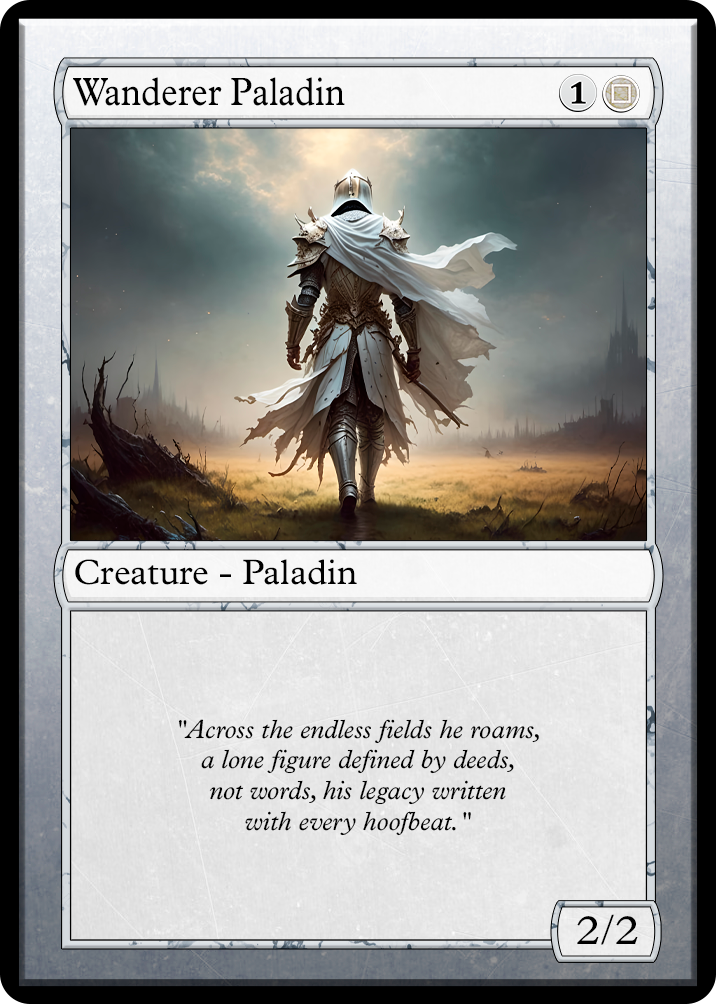 Wanderer Paladin 1
Creature - Paladin
"Across the endless fields he roams,
a lone figure defined by deeds,
not words, his legacy written
with every hoofbeat."
2/2